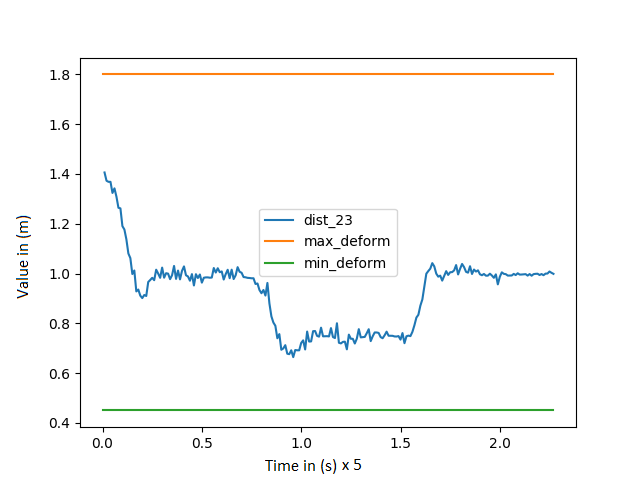 1.8
1.6
1.4
1.2
1.0
0.8
0.6
0.4
Value in (m)
dist_23
max_deform
min_deform
0.0 0.5 1.0 1.5 2.0
Time in (s) x 5